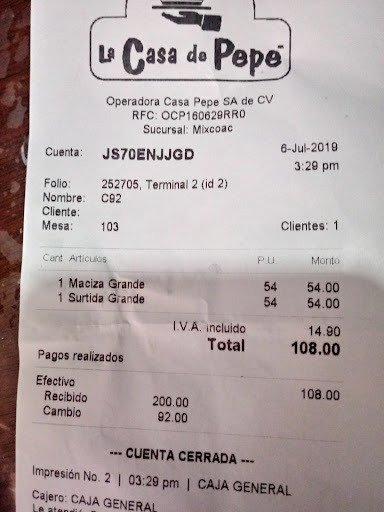 La Casa de Pepe
Operadora Casa Pepe SA de CV
RFC: OCP160629RR0
Sucursal: Mixcoac
Cuenta: JS70ENJJGD 6-Jul-2019
3:29 pm
Folio: 252705, Terminal 2 (id 2)
Nombre: C92
Cliente:
Mesa: 103 Clientes: 1
Cant Artículos P.U. Monto
1 Maciza Grande 54 54.00
1 Surtida Grande 54 54.00
I.V.A. incluido 14.90
Total 108.00
Pagos realizados
Efectivo 108.00
Recibido 200.00
Cambio 92.00
--- CUENTA CERRADA ---
Impresión No. 2 | 03:29 pm | CAJA GENERAL
Cajero: CAJA GENERAL
Le atendió